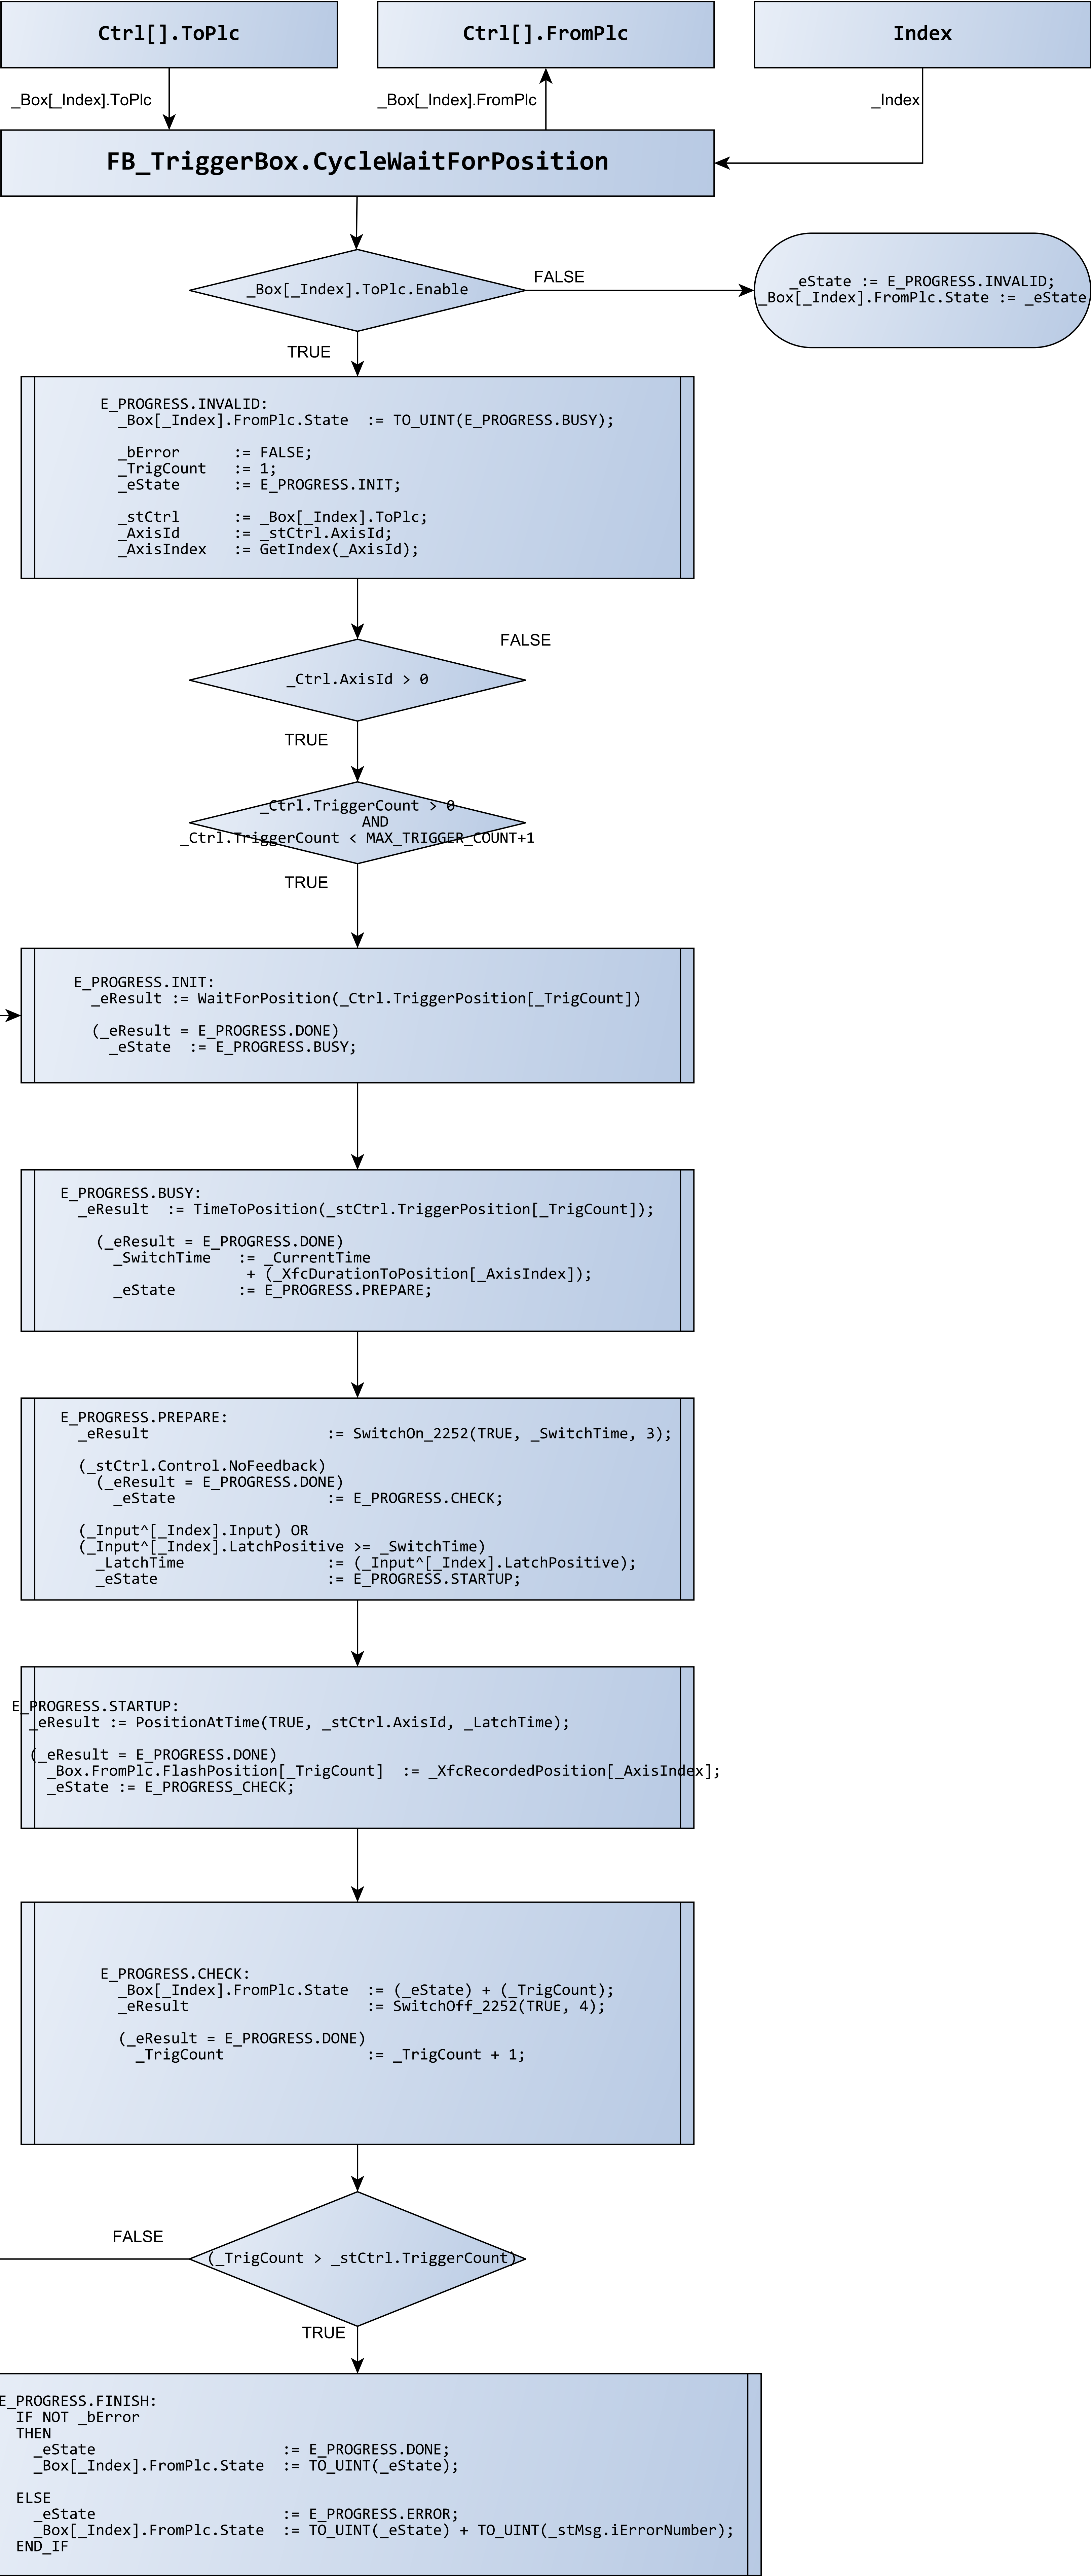 Ctrl[].ToPlc
Ctrl[].FromPlc
Index
_Box[_Index].ToPlc
_Box[_Index].FromPlc
_Index
FB_TriggerBox.CycleWaitForPosition
_Box[_Index].ToPlc.Enable
FALSE
_eState := E_PROGRESS.INVALID;
_Box[_Index].FromPlc.State := _eState
TRUE
E_PROGRESS.INVALID:
_Box[_Index].FromPlc.State := TO_UINT(E_PROGRESS.BUSY);
_bError := FALSE;
_TrigCount := 1;
_eState := E_PROGRESS.INIT;
_stCtrl := _Box[_Index].ToPlc;
_AxisId := _stCtrl.AxisId;
_AxisIndex := GetIndex(_AxisId);
FALSE
_Ctrl.AxisId > 0
TRUE
_Ctrl.TriggerCount > 0
AND
_Ctrl.TriggerCount < MAX_TRIGGER_COUNT+1
TRUE
E_PROGRESS.INIT:
_eResult := WaitForPosition(_Ctrl.TriggerPosition[_TrigCount])
(_eResult = E_PROGRESS.DONE)
_eState := E_PROGRESS.BUSY;
E_PROGRESS.BUSY:
_eResult := TimeToPosition(_stCtrl.TriggerPosition[_TrigCount]);
(_eResult = E_PROGRESS.DONE)
_SwitchTime := _CurrentTime
+ (_XfcDurationToPosition[_AxisIndex]);
_eState := E_PROGRESS.PREPARE;
E_PROGRESS.PREPARE:
_eResult := SwitchOn_2252(TRUE, _SwitchTime, 3);
(_stCtrl.Control.NoFeedback)
(_eResult = E_PROGRESS.DONE)
_eState := E_PROGRESS.CHECK;
(_Input^[_Index].Input) OR
(_Input^[_Index].LatchPositive >= _SwitchTime)
_LatchTime := (_Input^[_Index].LatchPositive);
_eState := E_PROGRESS.STARTUP;
E_PROGRESS.STARTUP:
_eResult := PositionAtTime(TRUE, _stCtrl.AxisId, _LatchTime);
(_eResult = E_PROGRESS.DONE)
_Box.FromPlc.FlashPosition[_TrigCount] := _XfcRecordedPosition[_AxisIndex];
_eState := E_PROGRESS_CHECK;
E_PROGRESS.CHECK:
_Box[_Index].FromPlc.State := (_eState) + (_TrigCount);
_eResult := SwitchOff_2252(TRUE, 4);
(_eResult = E_PROGRESS.DONE)
_TrigCount := _TrigCount + 1;
FALSE
(_TrigCount > _stCtrl.TriggerCount)
TRUE
E_PROGRESS.FINISH:
IF NOT _bError
THEN
_eState := E_PROGRESS.DONE;
_Box[_Index].FromPlc.State := TO_UINT(_eState);
ELSE
_eState := E_PROGRESS.ERROR;
_Box[_Index].FromPlc.State := TO_UINT(_eState) + TO_UINT(_stMsg.iErrorNumber);
END_IF